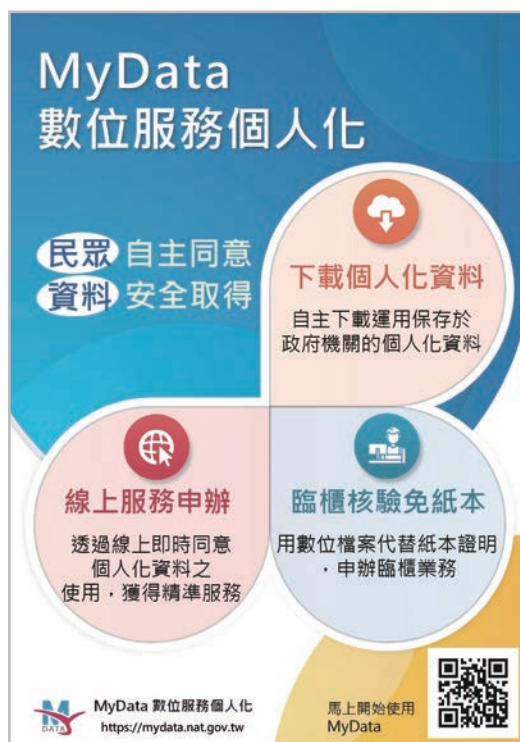 MyData
數位服務個人化
民眾 自主同意
資料 安全取得
下載個人化資料
自主下載運用保存於
政府機關的個人化資料
線上服務申辦
透過線上即時同意
個人化資料之
使用，獲得精準服務
臨櫃核驗免紙本
用數位檔案代替紙本證明
，申辦臨櫃業務
M
DATA
MyData 數位服務個人化
https://mydata.nat.gov.tw
馬上開始使用
MyData